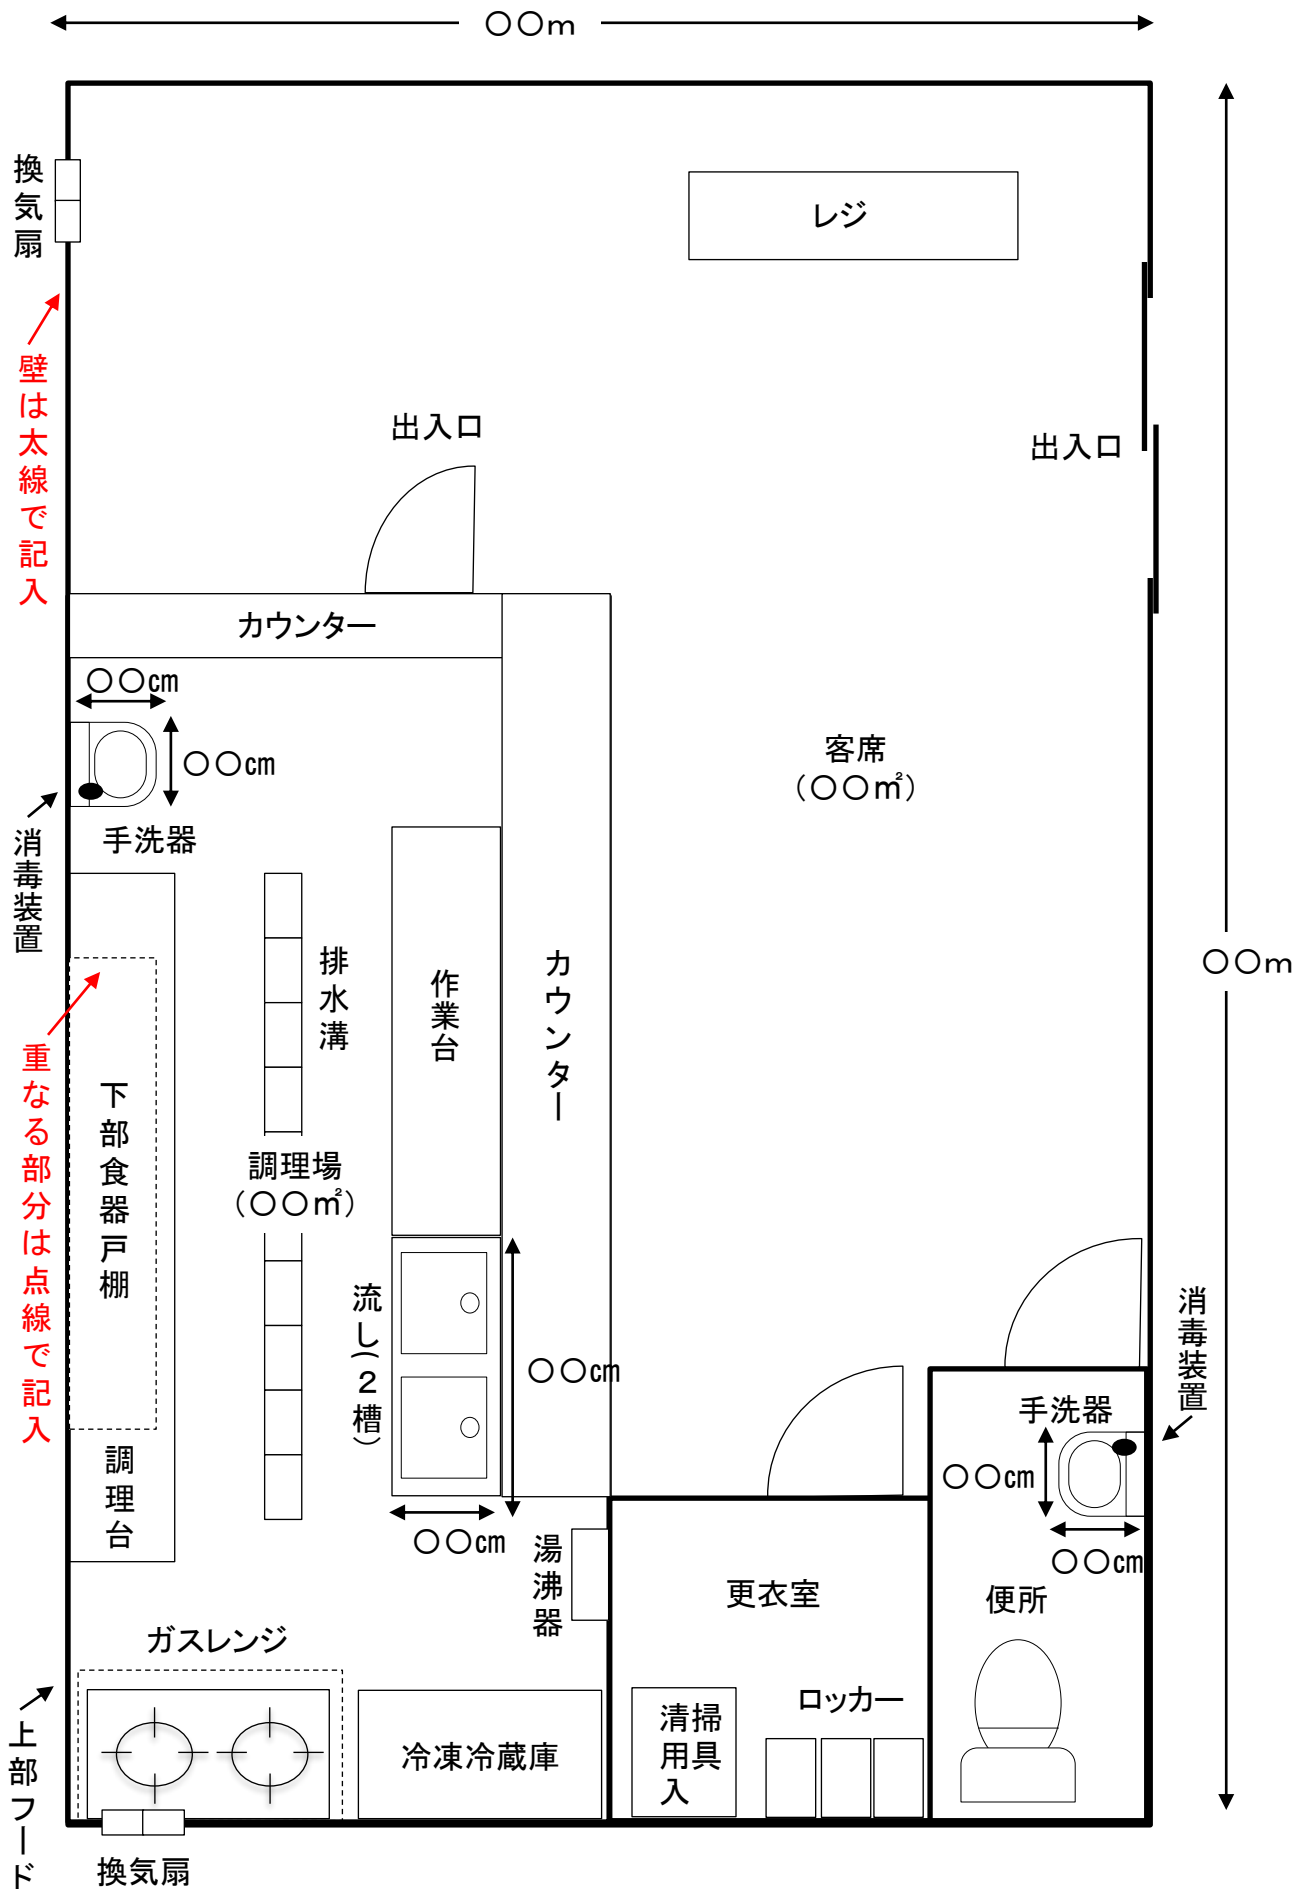 〇〇m
換気扇
レジ
壁は太線で記入
出入口
出入口
カウンター
〇〇㎝
〇〇㎝
客席
（〇〇㎡）
消毒装置
手洗器
排水溝
作業台
カウンター
〇〇m
重なる部分は点線で記入
下部食器戸棚
調理場
（〇〇㎡）
流し(2槽)
〇〇㎝
消毒装置
手洗器
〇〇㎝
調理台
〇〇㎝
湯沸器
〇〇㎝
更衣室
便所
ガスレンジ
上部フード
冷凍冷蔵庫
清掃
用具
入
ロッカー
換気扇